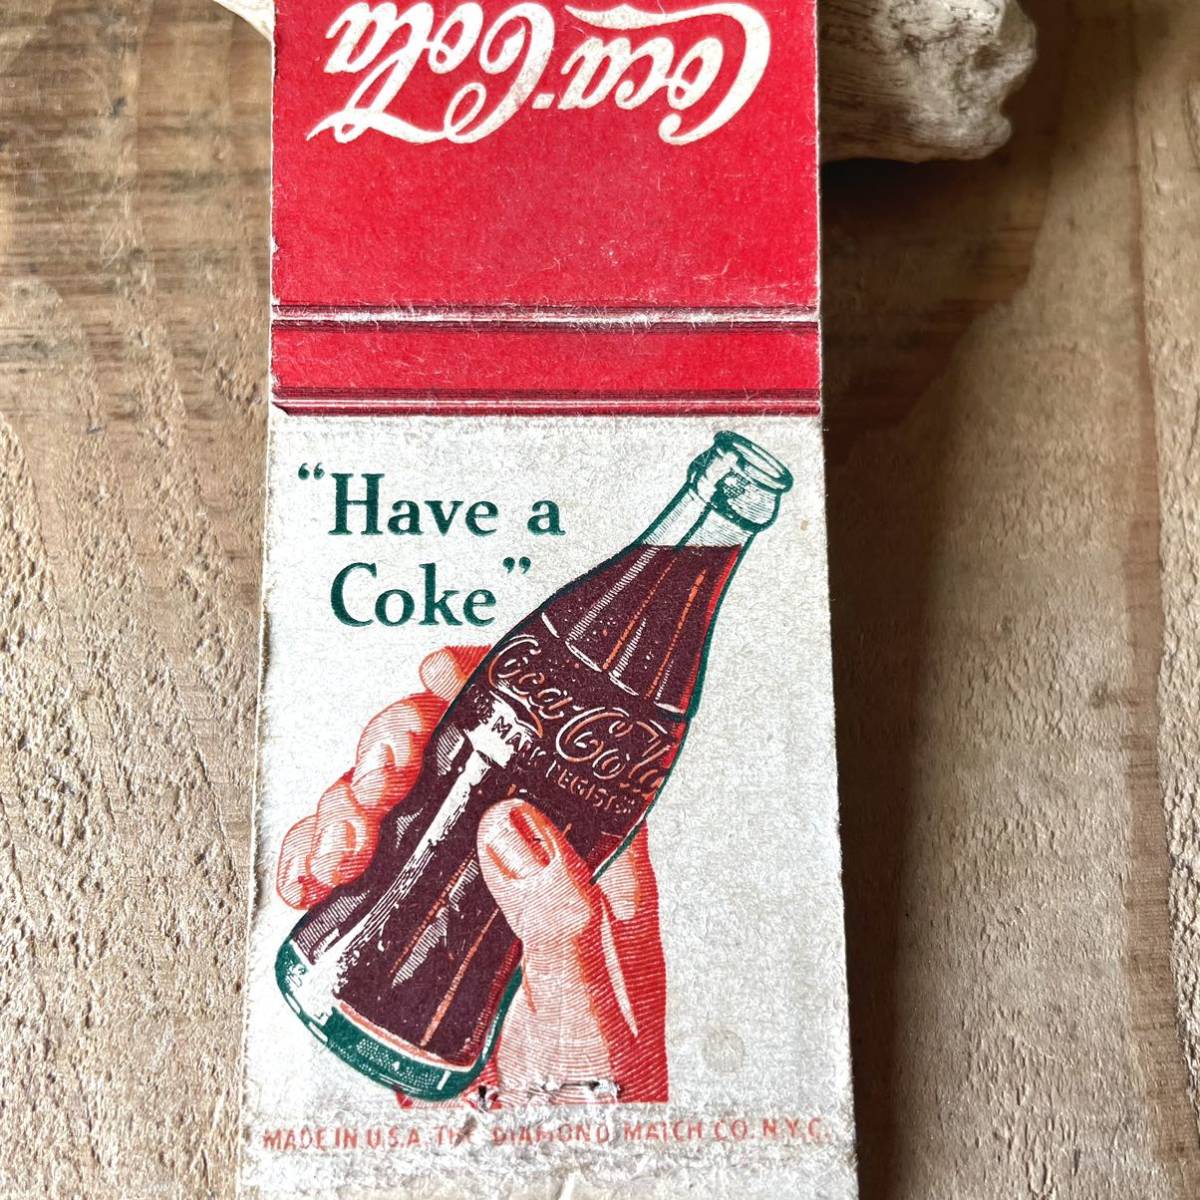 Coca-Cola
“Have a
Coke”
Coca-Cola
MADE IN U.S.A. THE DIAMOND MATCH CO. N.Y.C.